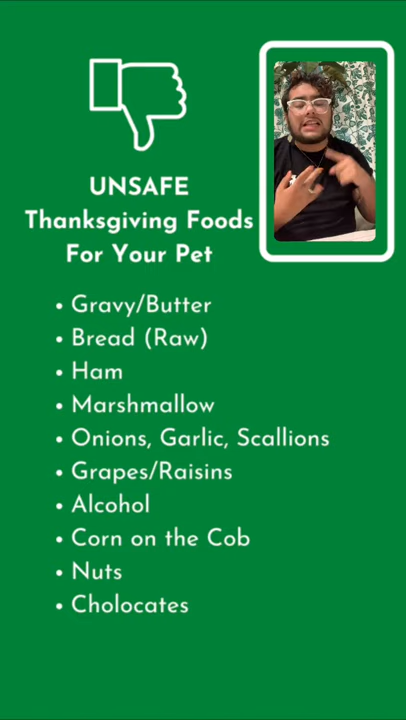 UNSAFE
Thanksgiving Foods
For Your Pet
• Gravy/Butter
• Bread (Raw)
• Ham
• Marshmallow
• Onions, Garlic, Scallions
• Grapes/Raisins
• Alcohol
• Corn on the Cob
• Nuts
• Cholocates